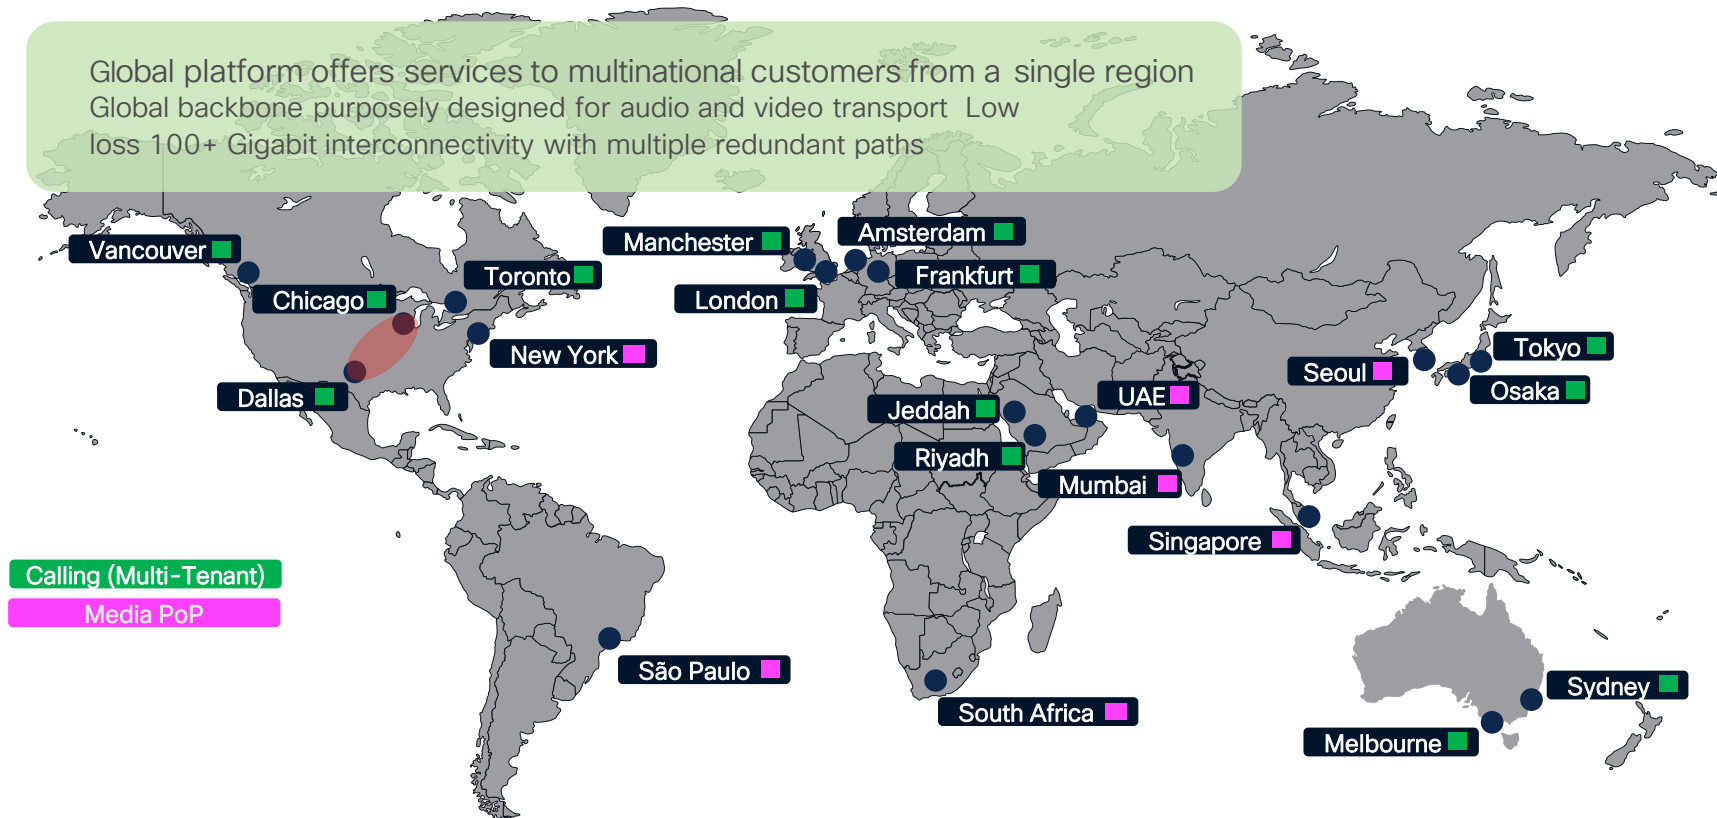 Global platform offers services to multinational customers from a single region
Global backbone purposely designed for audio and video transport Low
loss 100+ Gigabit interconnectivity with multiple redundant paths
Vancouver
Manchester
Amsterdam
Toronto
Frankfurt
Chicago
London
New York
Tokyo
Seoul
Osaka
Dallas
UAE
Jeddah
Riyadh
Mumbai
Singapore
Calling (Multi-Tenant)
Media PoP
São Paulo
South Africa
Sydney
Melbourne